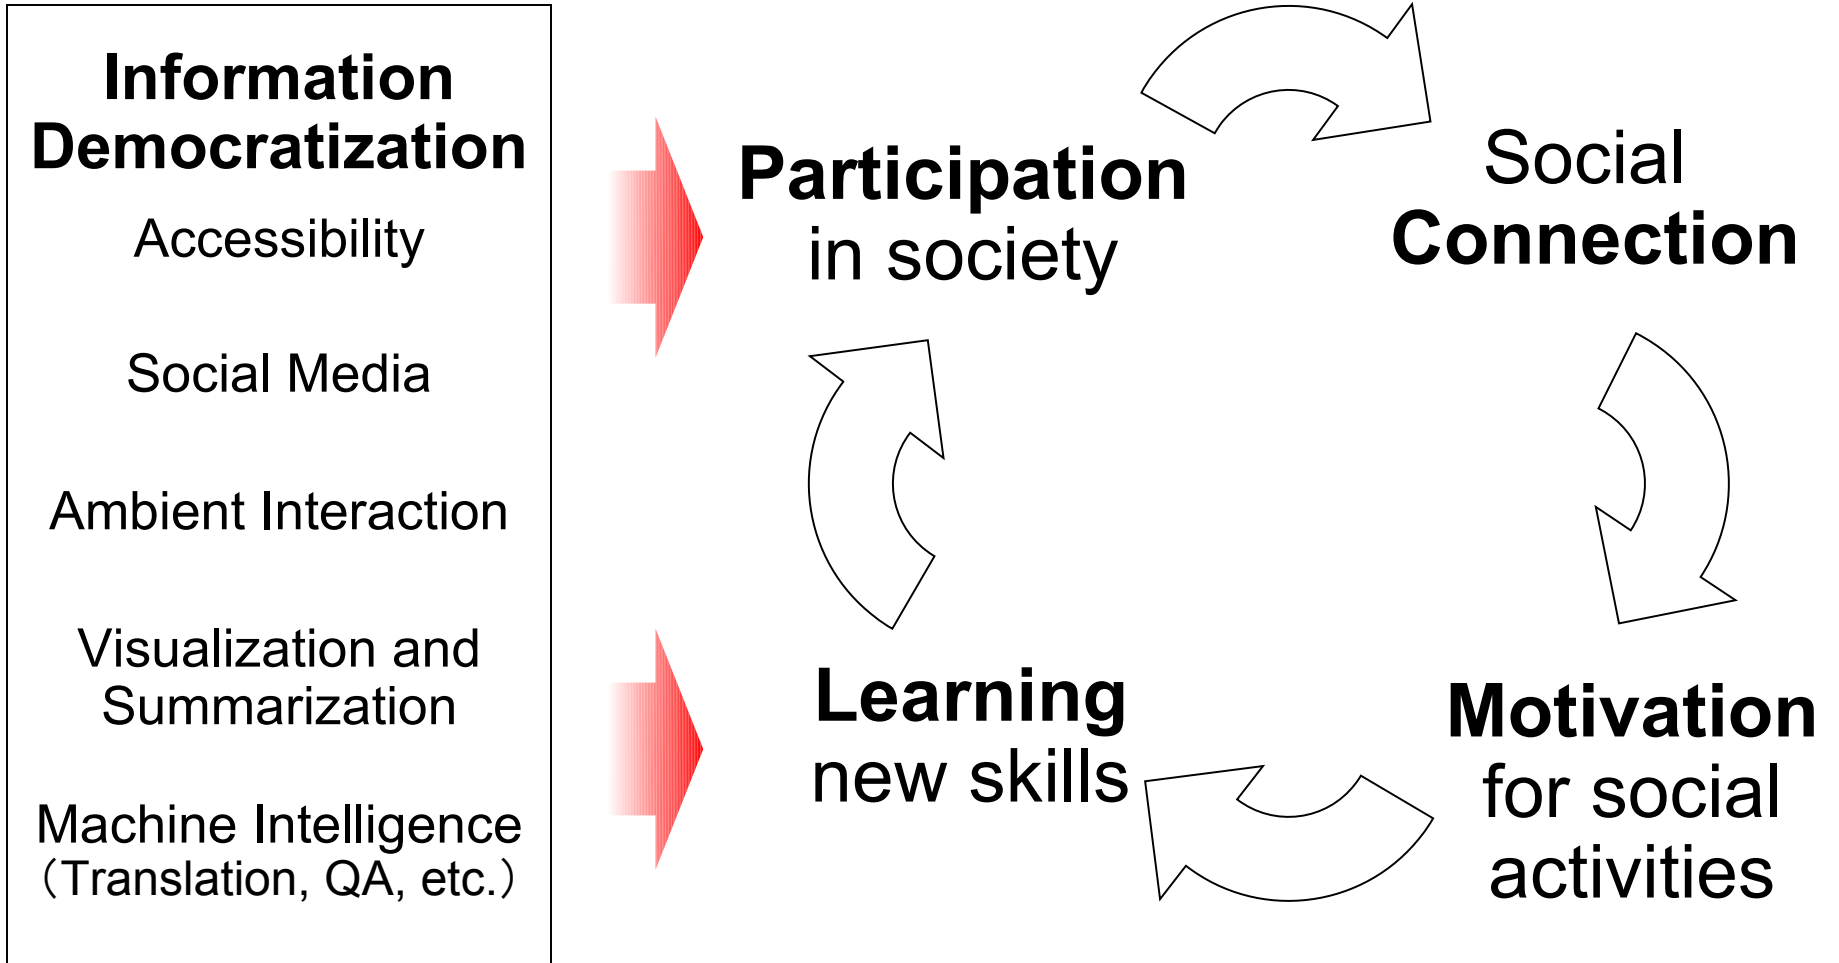 Information
Democratization
Accessibility
Social Media
Ambient Interaction
Visualization and
Summarization
Machine Intelligence
（Translation, QA, etc.）
Participation
in society
Social
Connection
Learning
new skills
Motivation
for social
activities